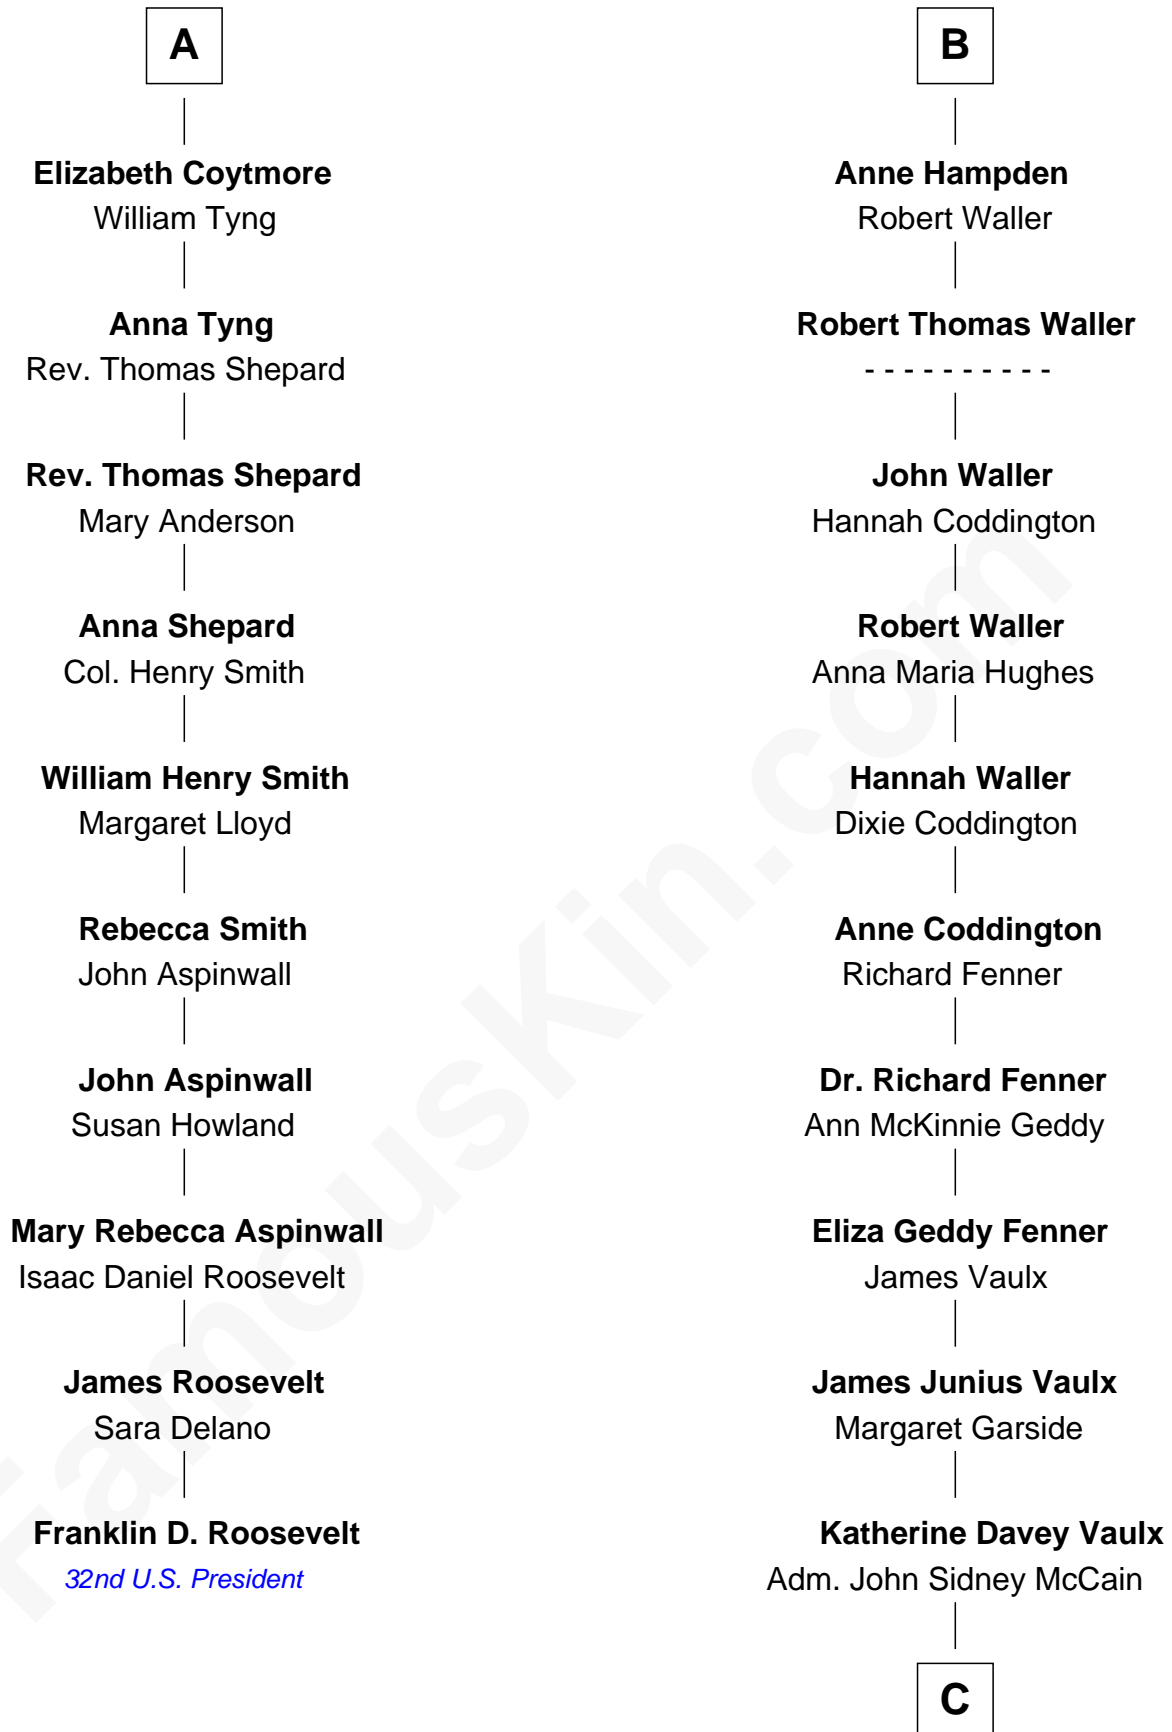 A
Elizabeth Coytmore
William Tyng
Anna Tyng
Rev. Thomas Shepard
Rev. Thomas Shepard
Mary Anderson
Anna Shepard
Col. Henry Smith
William Henry Smith
Margaret Lloyd
Rebecca Smith
John Aspinwall
John Aspinwall
Susan Howland
Mary Rebecca Aspinwall
Isaac Daniel Roosevelt
James Roosevelt
Sara Delano
Franklin D. Roosevelt
32nd U.S. President
B
Anne Hampden
Robert Waller
Robert Thomas Waller
- - - - - - - - - -
John Waller
Hannah Coddington
Robert Waller
Anna Maria Hughes
Hannah Waller
Dixie Coddington
Anne Coddington
Richard Fenner
Dr. Richard Fenner
Ann McKinnie Geddy
Eliza Geddy Fenner
James Vaulx
James Junius Vaulx
Margaret Garside
Katherine Davey Vaulx
Adm. John Sidney McCain
C
FamousKin.com